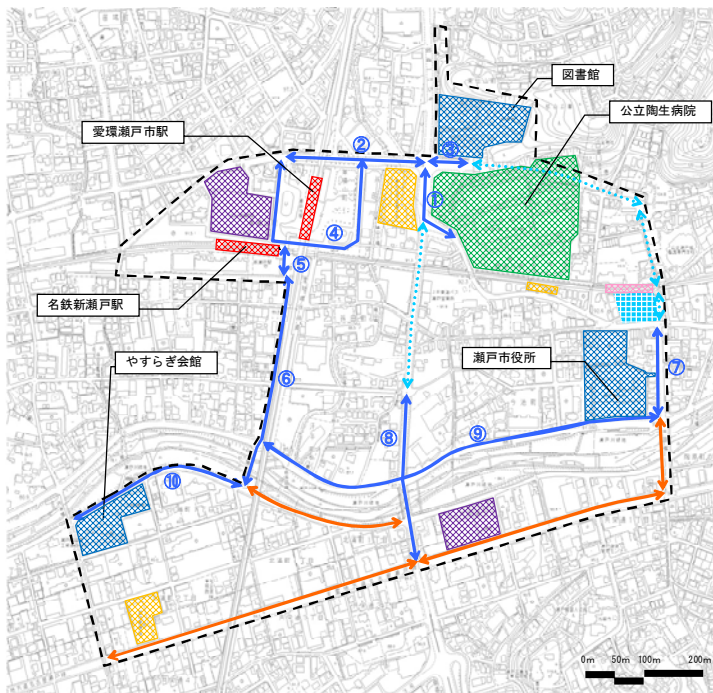 図書館
公立陶生病院
愛環瀬戸市駅
②
③
①
④
⑤
名鉄新瀬戸駅
やすらぎ会館
瀬戸市役所
⑦
⑥
⑧
⑨
⑩
0m 50m 100m 200m